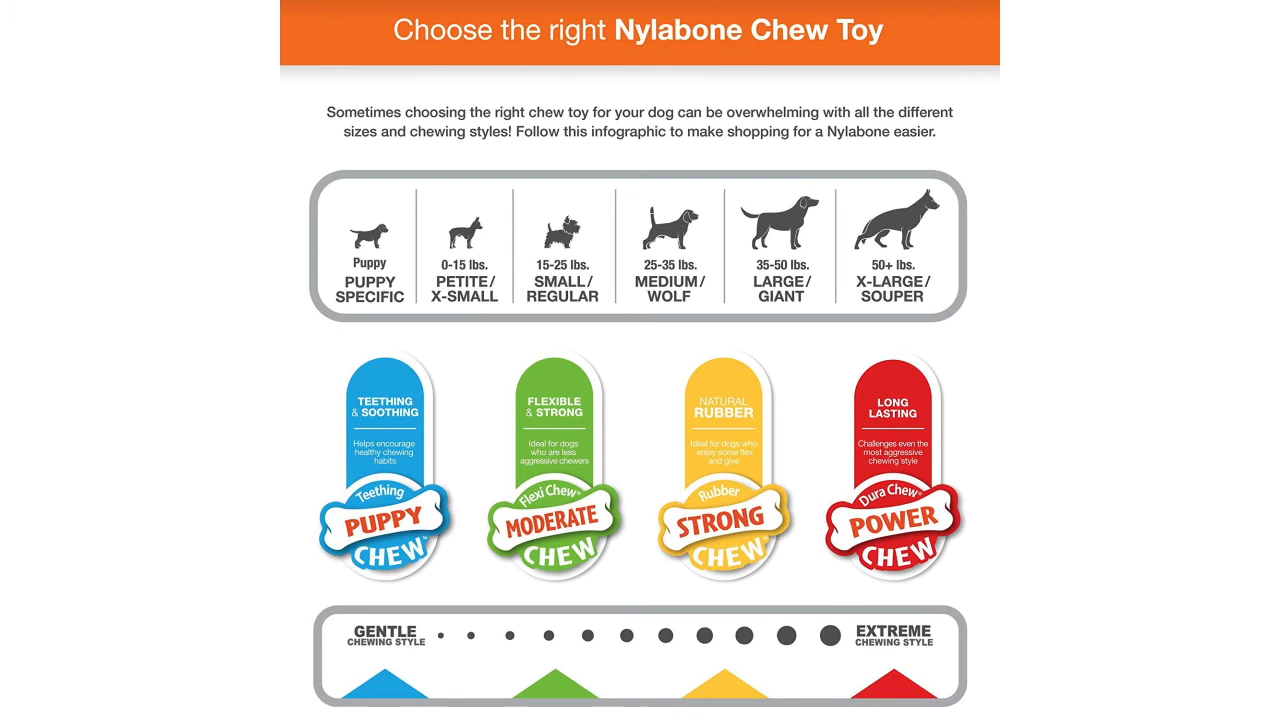 Choose the right Nylabone Chew Toy
Sometimes choosing the right chew toy for your dog can be overwhelming with all the different
sizes and chewing styles! Follow this infographic to make shopping for a Nylabone easier.
Puppy
PUPPY
SPECIFIC
0-15 lbs.
PETITE/
X-SMALL
15-25 lbs.
SMALL/
REGULAR
25-35 lbs.
MEDIUM/
WOLF
35-50 lbs.
LARGE/
GIANT
50+ lbs.
X-LARGE/
SOUPER
TEETHING
& SOOTHING
Helps encourage
healthy chewing
habits
Teething
PUPPY
CHEW™
FLEXIBLE
& STRONG
Ideal for dogs
who are less
aggressive chewers
Flexi Chew®
MODERATE
CHEW
NATURAL
RUBBER
Ideal for dogs who
enjoy some flex
and give
Rubber
STRONG
CHEW™
LONG
LASTING
Challenges even the
most aggressive
chewing style
Dura Chew®
POWER
CHEW
GENTLE
CHEWING STYLE
EXTREME
CHEWING STYLE